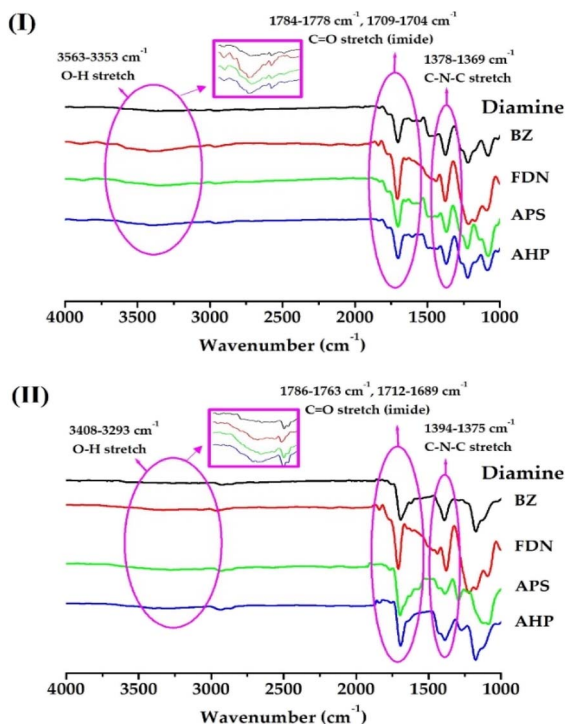 (I)
1784-1778 cm⁻¹, 1709-1704 cm⁻¹
C=O stretch (imide)
3563-3353 cm⁻¹
O-H stretch
1378-1369 cm⁻¹
C-N-C stretch
Diamine
BZ
FDN
APS
AHP
4000 3500 3000 2500 2000 1500 1000
Wavenumber (cm⁻¹)
(II)
1786-1763 cm⁻¹, 1712-1689 cm⁻¹
C=O stretch (imide)
3408-3293 cm⁻¹
O-H stretch
1394-1375 cm⁻¹
C-N-C stretch
Diamine
BZ
FDN
APS
AHP
4000 3500 3000 2500 2000 1500 1000
Wavenumber (cm⁻¹)